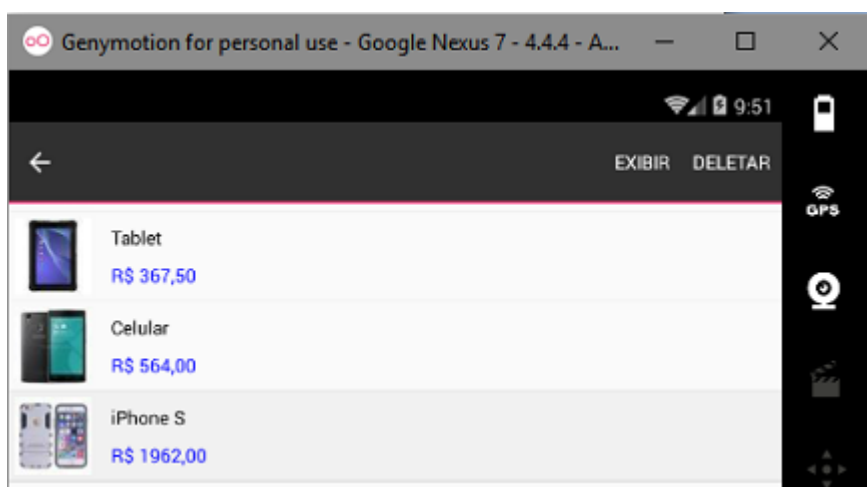 Genymotion for personal use - Google Nexus 7 - 4.4.4 - A...
9:51
EXIBIR DELETAR
GPS
Tablet
R$ 367,50
Celular
R$ 564,00
iPhone S
R$ 1962,00